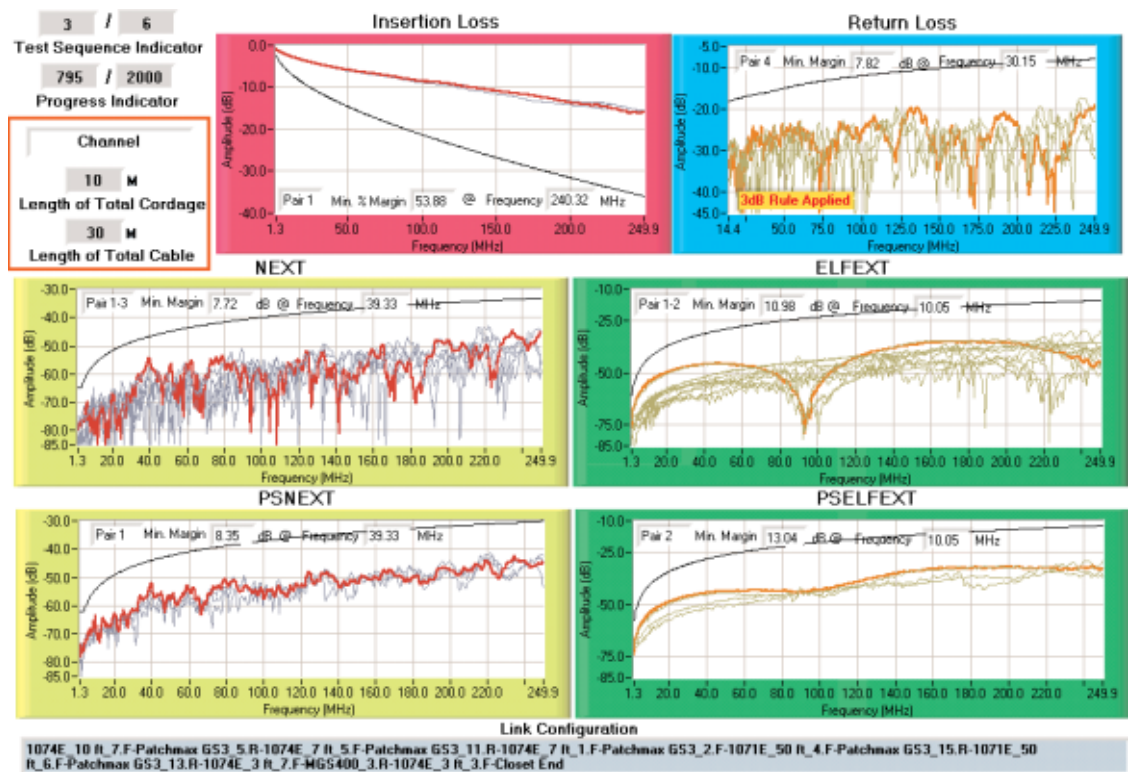 3 / 6
Test Sequence Indicator
795 / 2000
Progress Indicator
Channel
10 M
Length of Total Cordage
30 M
Length of Total Cable
Insertion Loss
Amplitude (dB)
0.0
-10.0
-20.0
-30.0
-40.0
Pair 1 Min. % Margin 53.88 @ Frequency 240.32 MHz
1.3 50.0 100.0 150.0 200.0 249.9
Frequency (MHz)
Return Loss
Amplitude (dB)
-5.0
-10.0
-20.0
-30.0
-40.0
-45.0
Pair 4 Min. Margin 7.82 dB @ Frequency 30.15 MHz
3dB Rule Applied
14.4 50.0 75.0 100.0 125.0 150.0 175.0 200.0 225.0 249.9
Frequency (MHz)
NEXT
Amplitude (dB)
-30.0
-40.0
-50.0
-60.0
-80.0
-85.0
Pair 1-3 Min. Margin 7.72 dB @ Frequency 39.33 MHz
1.3 20.0 40.0 60.0 80.0 100.0 120.0 140.0 160.0 180.0 220.0 249.9
Frequency (MHz)
ELFEXT
Amplitude (dB)
-10.0
-25.0
-50.0
-75.0
-85.0
Pair 1-2 Min. Margin 10.98 dB @ Frequency 10.05 MHz
1.3 20.0 40.0 60.0 80.0 100.0 120.0 140.0 160.0 180.0 220.0 249.9
Frequency (MHz)
PSNEXT
Amplitude (dB)
-30.0
-40.0
-50.0
-60.0
-80.0
-85.0
Pair 1 Min. Margin 8.35 dB @ Frequency 39.33 MHz
1.3 20.0 40.0 60.0 80.0 100.0 120.0 140.0 160.0 180.0 220.0 249.9
Frequency (MHz)
PSELFEXT
Amplitude (dB)
-10.0
-25.0
-50.0
-75.0
-85.0
Pair 2 Min. Margin 13.04 dB @ Frequency 10.05 MHz
1.3 20.0 40.0 60.0 80.0 100.0 120.0 140.0 160.0 180.0 220.0 249.9
Frequency (MHz)
Link Configuration
1074E_10 ft_7.F-Patchmax GS3_5.R-1074E_7 ft_5.F-Patchmax GS3_11.R-1074E_7 ft_1.F-Patchmax GS3_2.F-1071E_50 ft_4.F-Patchmax GS3_15.R-1071E_50
ft_6.F-Patchmax GS3_13.R-1074E_3 ft_7.F-MGS400_3.R-1074E_3 ft_3.F-Closet End